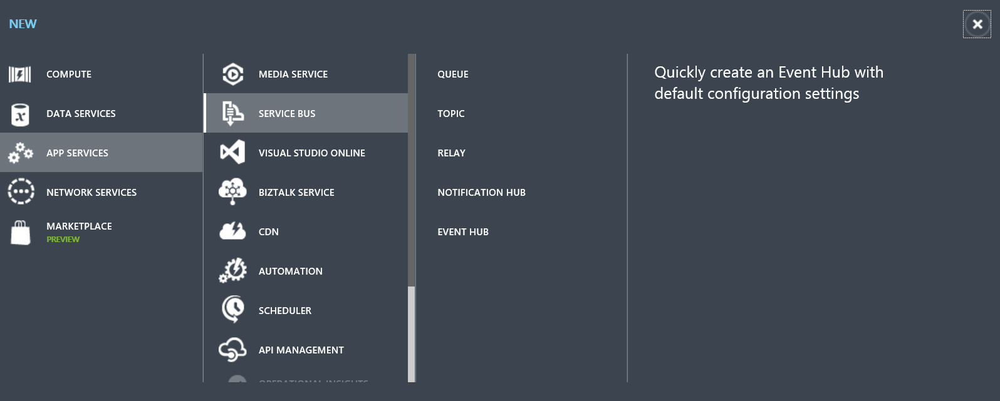 NEW
COMPUTE
DATA SERVICES
APP SERVICES
NETWORK SERVICES
MARKETPLACE
PREVIEW
MEDIA SERVICE
SERVICE BUS
VISUAL STUDIO ONLINE
BIZTALK SERVICE
CDN
AUTOMATION
SCHEDULER
API MANAGEMENT
OPERATIONAL INSIGHTS
QUEUE
TOPIC
RELAY
NOTIFICATION HUB
EVENT HUB
Quickly create an Event Hub with
default configuration settings